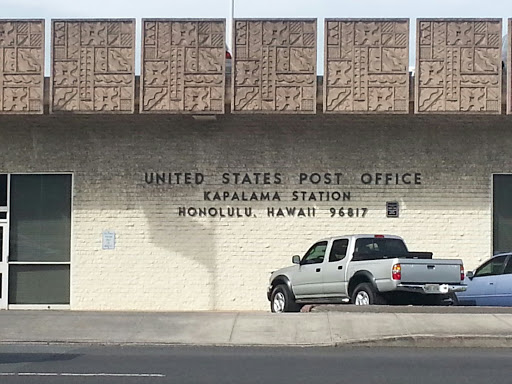 UNITED STATES POST OFFICE
KAPALAMA STATION
HONOLULU, HAWAII 96817